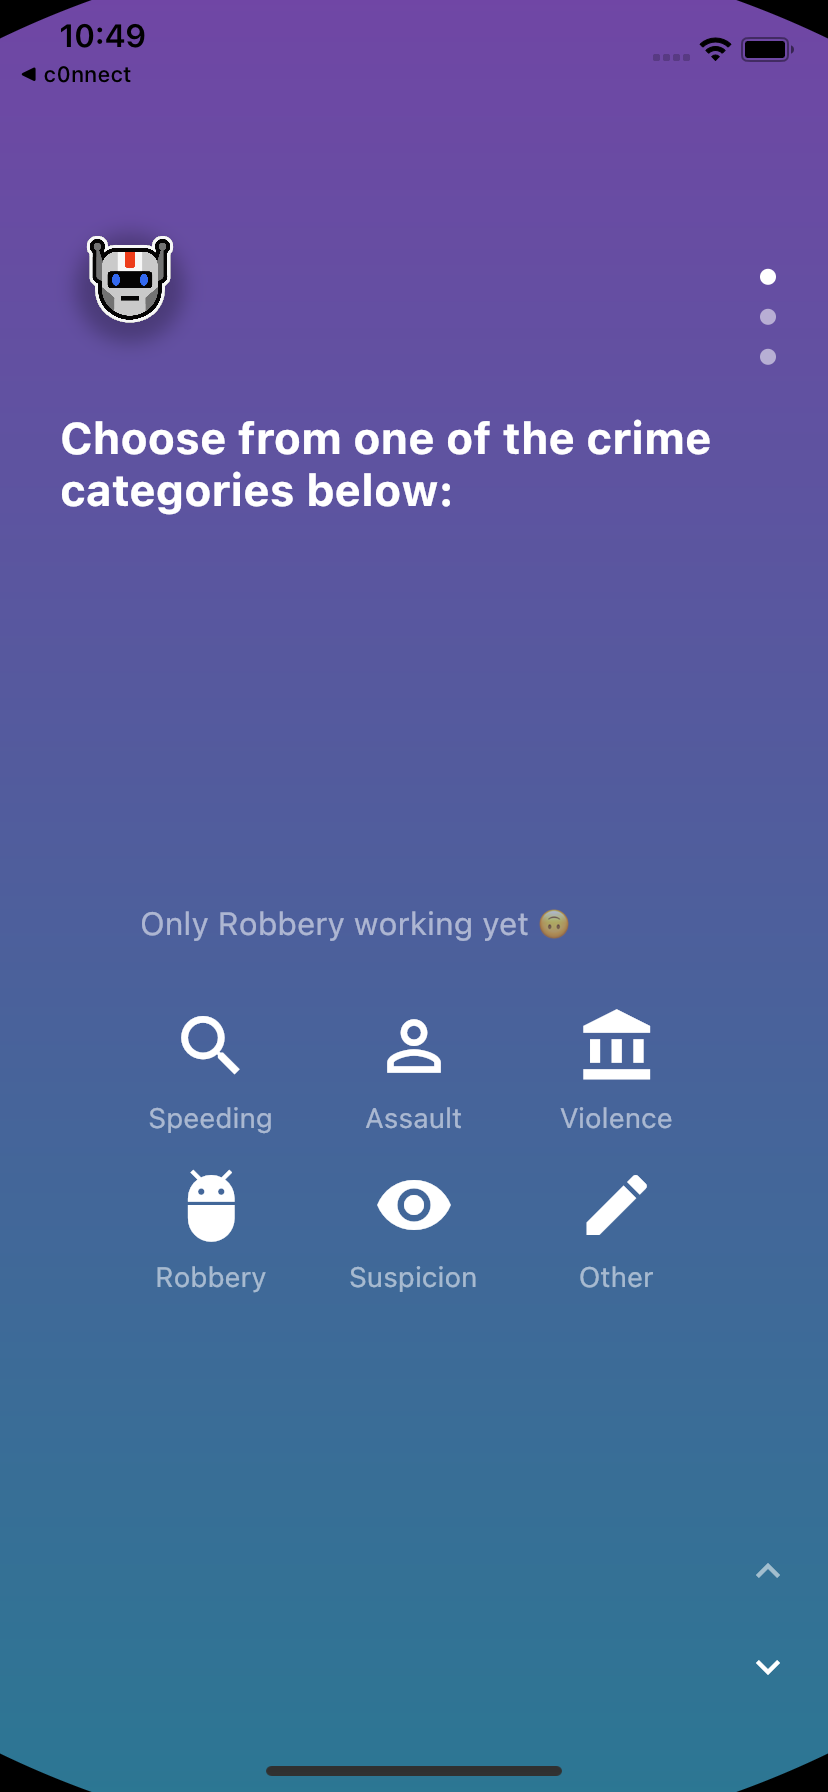 10:49
◀ c0nnect
Choose from one of the crime
categories below:
Only Robbery working yet 🙃
Speeding Assault Violence
Robbery Suspicion Other